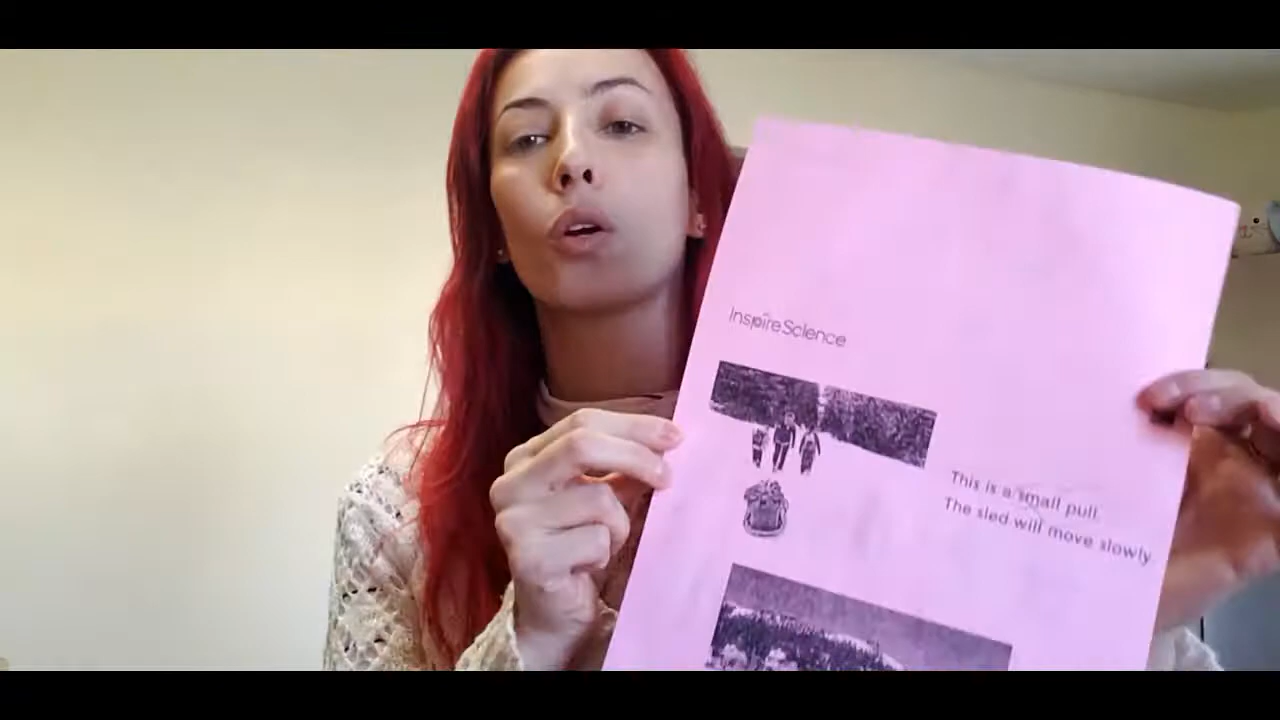 InspireScience
This is a small pull.
The sled will move slowly.